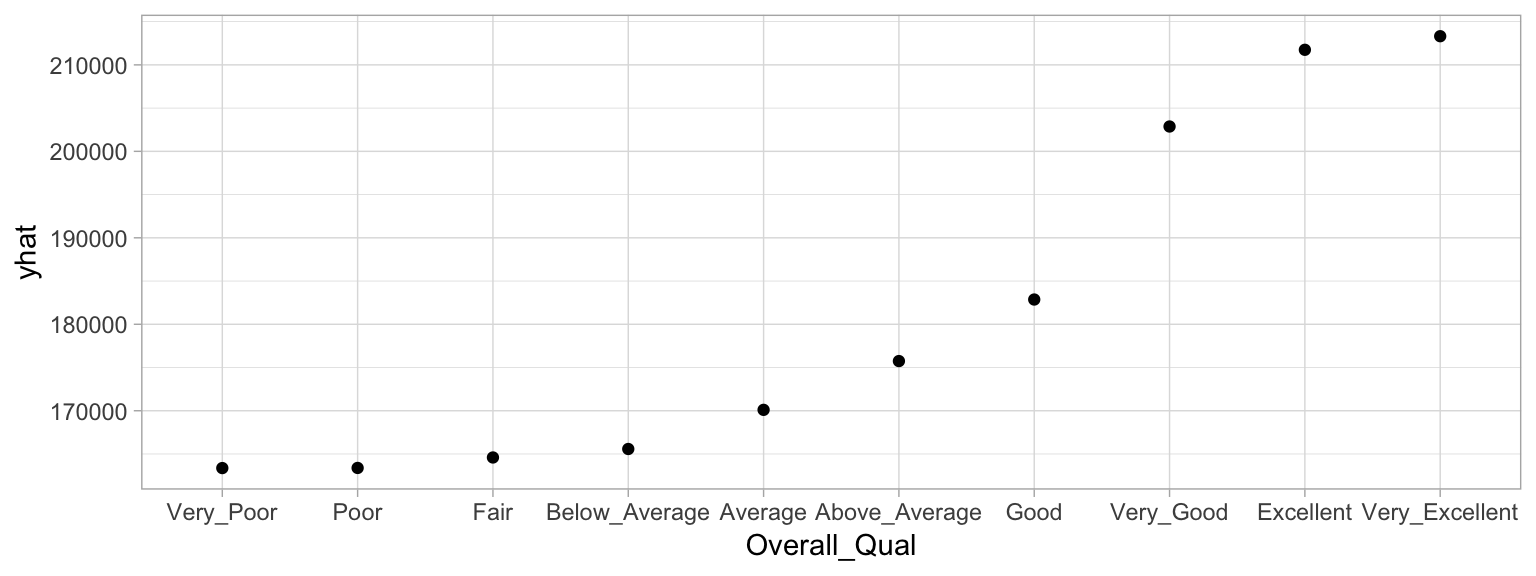 210000
200000
190000
180000
170000
yhat
Very_Poor Poor Fair Below_Average Average Above_Average Good Very_Good Excellent Very_Excellent
Overall_Qual